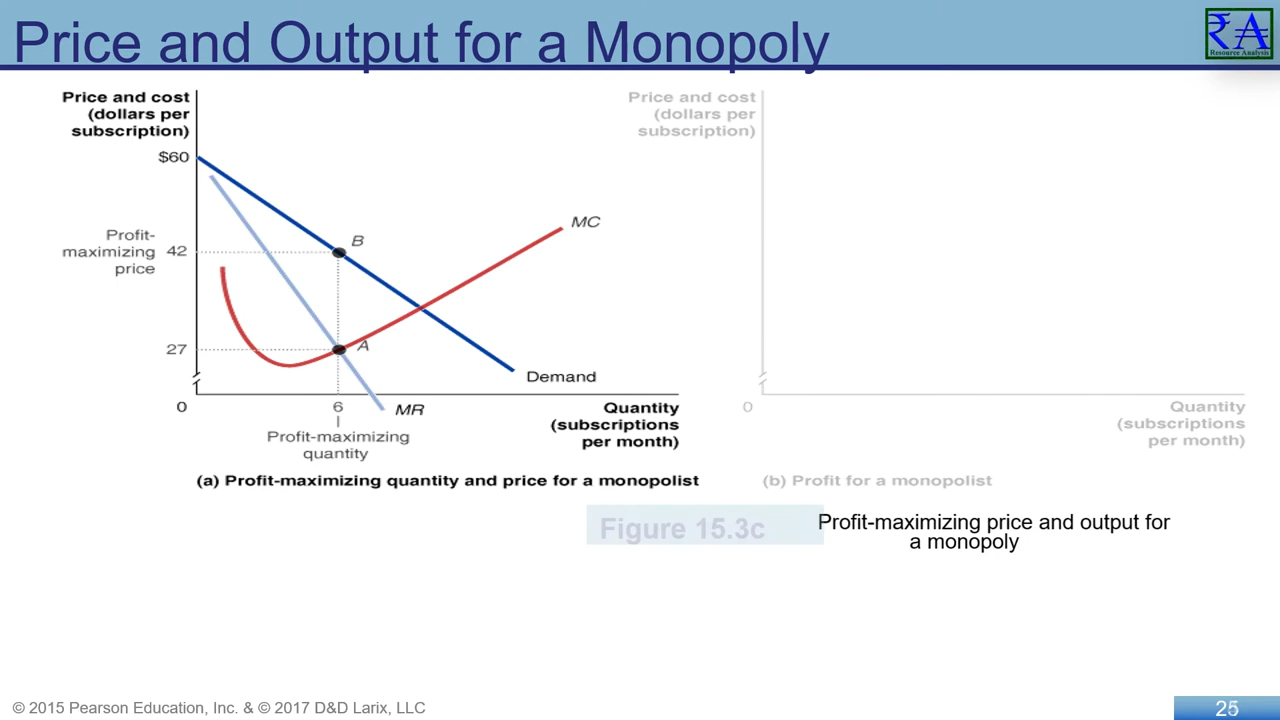 Price and Output for a Monopoly
₹A
Resource Analysis
Price and cost
(dollars per
subscription)
$60
Profit-
maximizing
price
42
27
B
A
MC
Demand
MR
0
6
Profit-maximizing
quantity
Quantity
(subscriptions
per month)
(a) Profit-maximizing quantity and price for a monopolist
Price and cost
(dollars per
subscription)
0
Quantity
(subscriptions
per month)
(b) Profit for a monopolist
Figure 15.3c
Profit-maximizing price and output for
a monopoly
© 2015 Pearson Education, Inc. & © 2017 D&D Larix, LLC